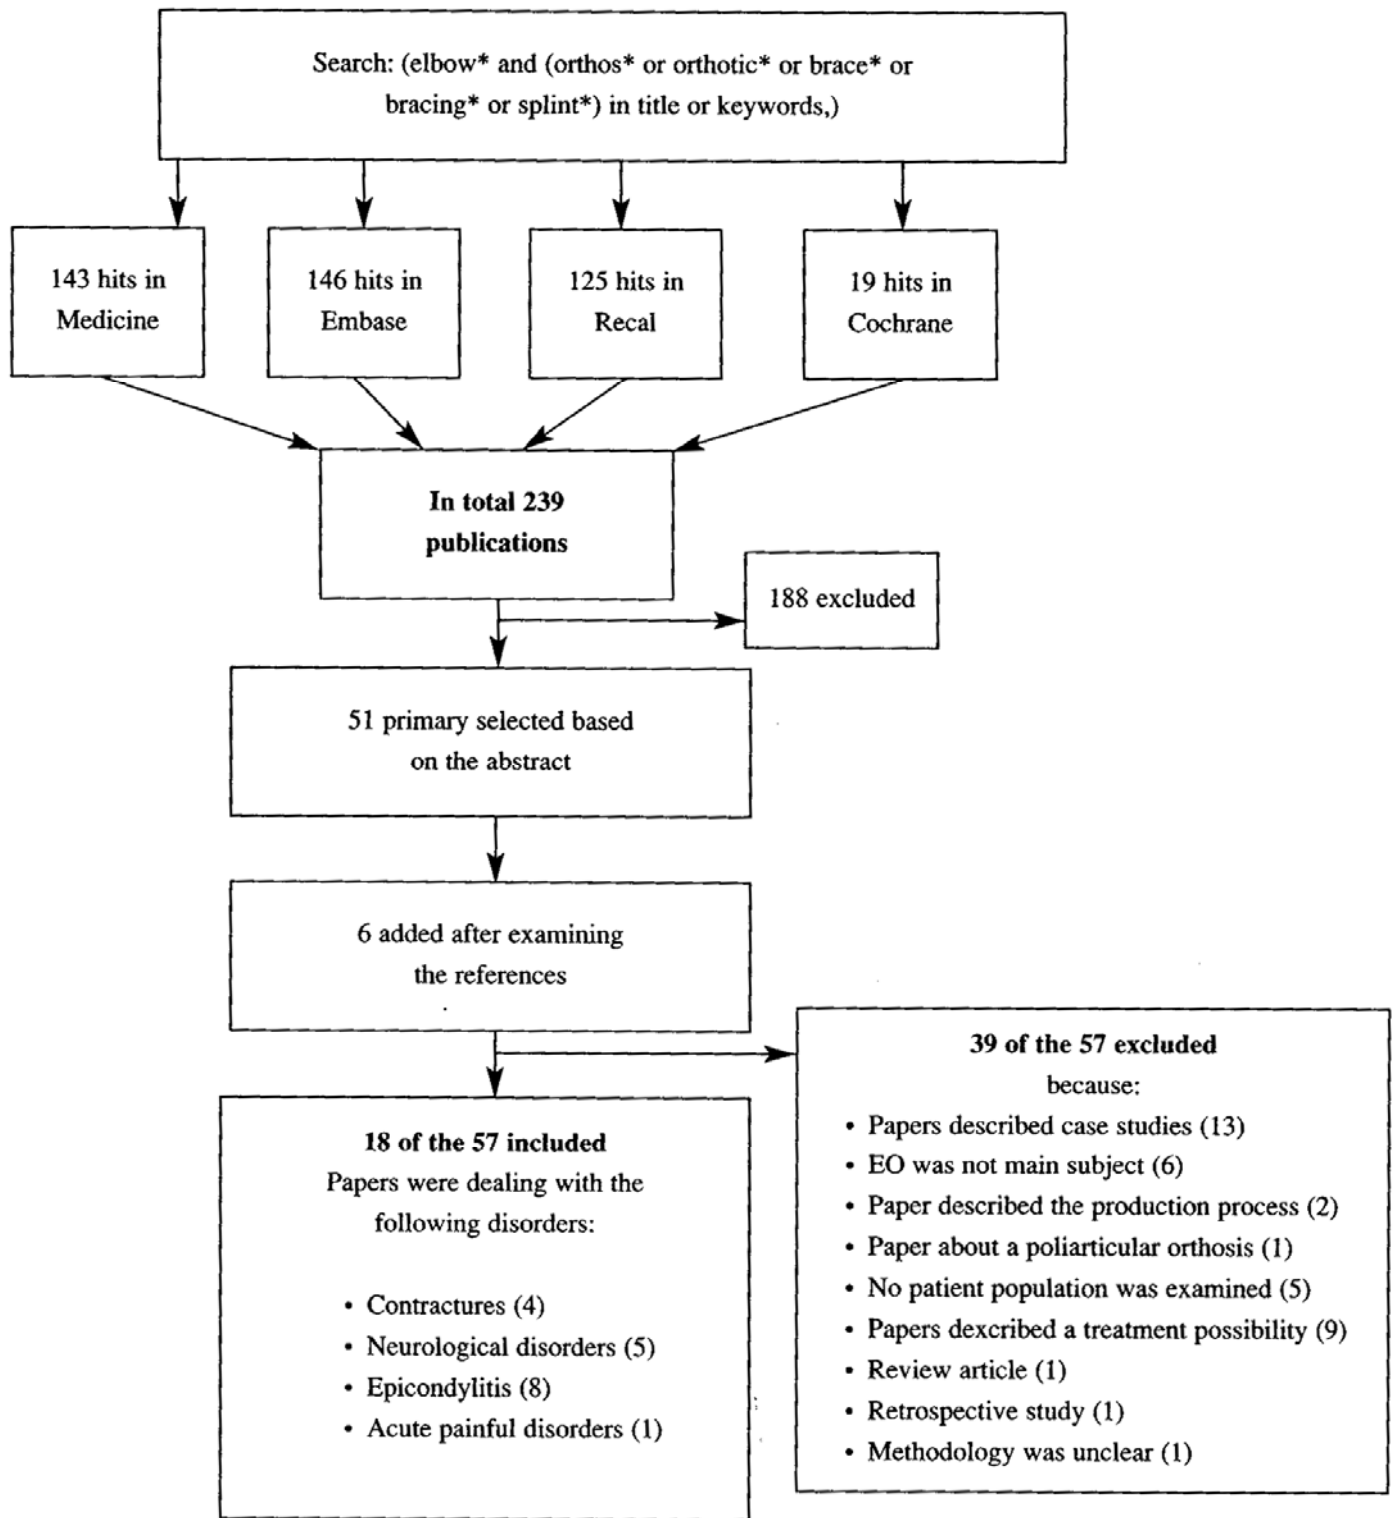 Search: (elbow* and (orthos* or orthotic* or brace* or
bracing* or splint*) in title or keywords,)
143 hits in
Medicine
146 hits in
Embase
125 hits in
Recal
19 hits in
Cochrane
In total 239
publications
188 excluded
51 primary selected based
on the abstract
6 added after examining
the references
39 of the 57 excluded
because:
• Papers described case studies (13)
• EO was not main subject (6)
• Paper described the production process (2)
• Paper about a poliarticular orthosis (1)
• No patient population was examined (5)
• Papers dexcribed a treatment possibility (9)
• Review article (1)
• Retrospective study (1)
• Methodology was unclear (1)
18 of the 57 included
Papers were dealing with the
following disorders:
• Contractures (4)
• Neurological disorders (5)
• Epicondylitis (8)
• Acute painful disorders (1)